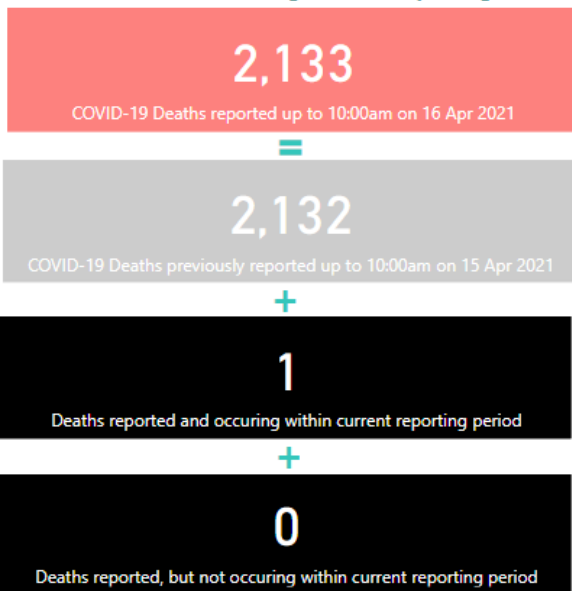 2,133
COVID-19 Deaths reported up to 10:00am on 16 Apr 2021
=
2,132
COVID-19 Deaths previously reported up to 10:00am on 15 Apr 2021
+
1
Deaths reported and occuring within current reporting period
+
0
Deaths reported, but not occuring within current reporting period